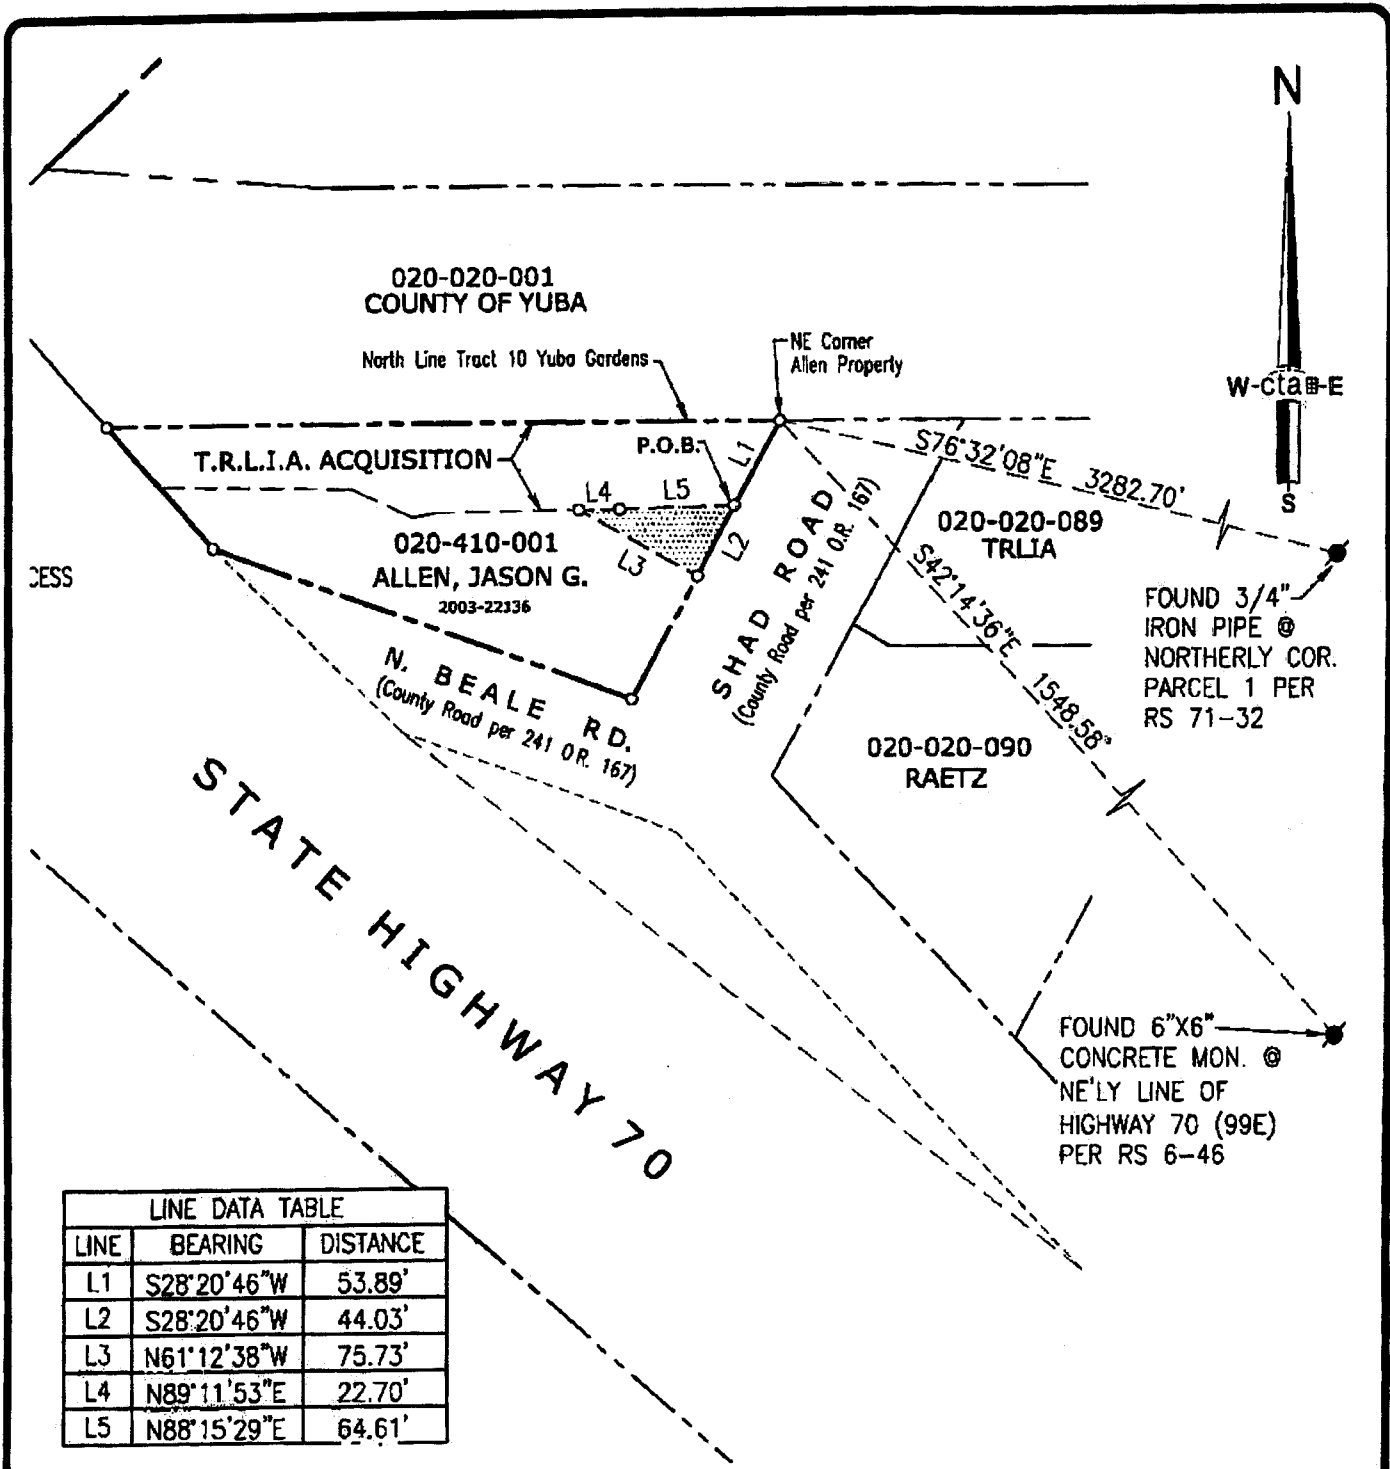 N
020-020-001
COUNTY OF YUBA
North Line Tract 10 Yuba Gardens
NE Corner
Allen Property
W-cta-E
S
T.R.L.I.A. ACQUISITION
P.O.B.
L1
S76°32'08"E 3282.70'
L4
L5
L2
L3
020-410-001
ALLEN, JASON G.
2003-22336
SHAD ROAD
(County Road per 241 O.R. 167)
020-020-089
TRLIA
S42°14'36"E 1548.58'
CESS
FOUND 3/4"
IRON PIPE @
NORTHERLY COR.
PARCEL 1 PER
RS 71-32
N. BEALE RD.
(County Road per 241 O.R. 167)
020-020-090
RAETZ
STATE HIGHWAY 70
FOUND 6"X6"
CONCRETE MON. @
NE'LY LINE OF
HIGHWAY 70 (99E)
PER RS 6-46
LINE DATA TABLE
LINE BEARING DISTANCE
L1 S28°20'46"W 53.89'
L2 S28°20'46"W 44.03'
L3 N61°12'38"W 75.73'
L4 N89°11'53"E 22.70'
L5 N88°15'29"E 64.61'